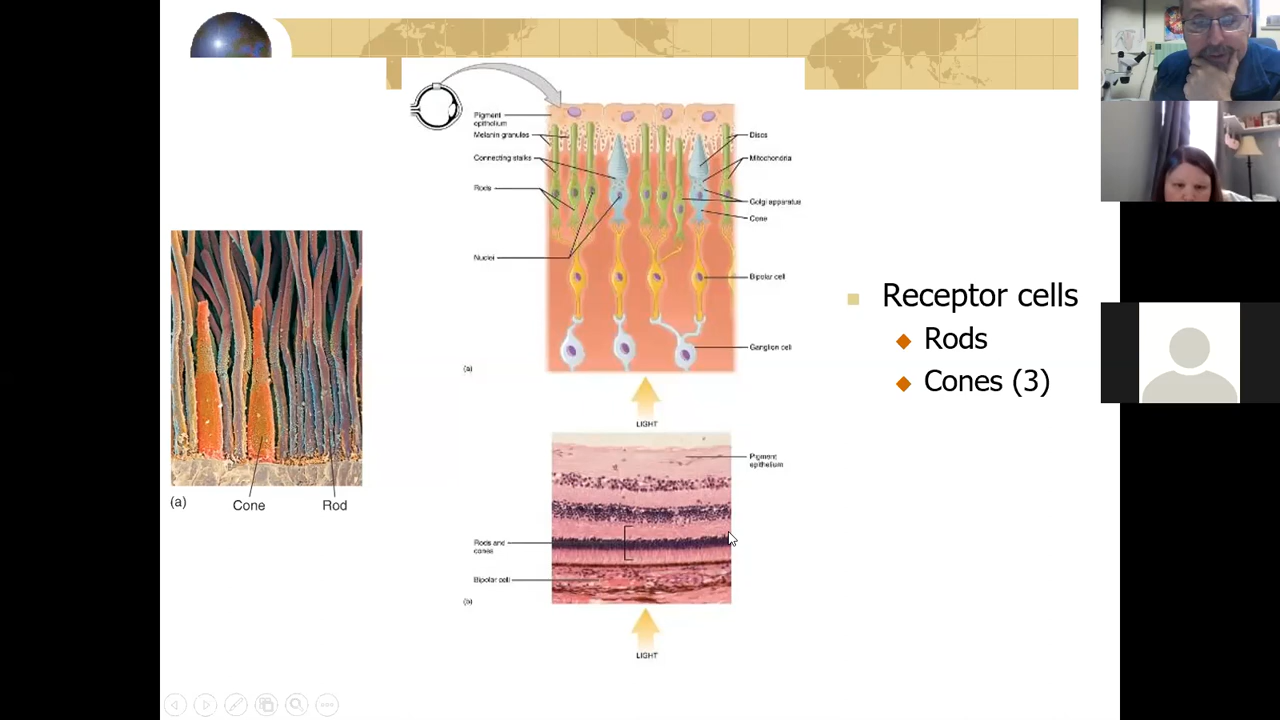 Pigment
epithelium
Melanin granules
Connecting stalks
Rods
Nuclei
Discs
Mitochondria
Golgi apparatus
Cone
Bipolar cell
Ganglion cell
(a)
LIGHT
Pigment
epithelium
Rods and
cones
Bipolar cell
(b)
LIGHT
(a)
Cone
Rod
Receptor cells
Rods
Cones (3)